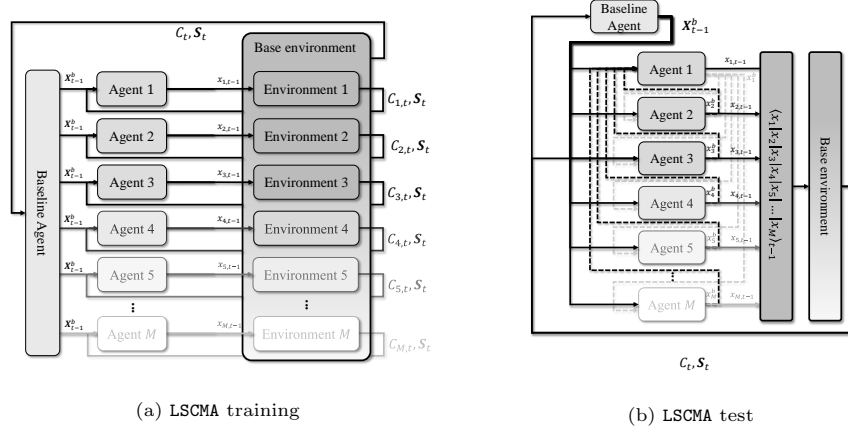 C_t, S_t
Base environment
Baseline Agent
X^b_{t−1}
Agent 1
x_{1,t−1}
Environment 1
C_{1,t}, S_t
X^b_{t−1}
Agent 2
x_{2,t−1}
Environment 2
C_{2,t}, S_t
X^b_{t−1}
Agent 3
x_{3,t−1}
Environment 3
C_{3,t}, S_t
X^b_{t−1}
Agent 4
x_{4,t−1}
Environment 4
C_{4,t}, S_t
X^b_{t−1}
Agent 5
x_{5,t−1}
Environment 5
C_{5,t}, S_t
⋮
⋮
X^b_{t−1}
Agent M
x_{M,t−1}
Environment M
C_{M,t}, S_t
(a) LSCMA training
Baseline
Agent
X^b_{t−1}
Agent 1
x_{1,t−1}
x^b_1
Agent 2
x^b_2
x_{2,t−1}
Agent 3
x^b_3
x_{3,t−1}
Agent 4
x^b_4
x_{4,t−1}
Agent 5
x^b_5
x_{5,t−1}
⋮
Agent M
x^b_M
x_{M,t−1}
⟨x_1|x_2|x_3|x_4|x_5|...|x_M⟩_{t−1}
Base environment
C_t, S_t
(b) LSCMA test